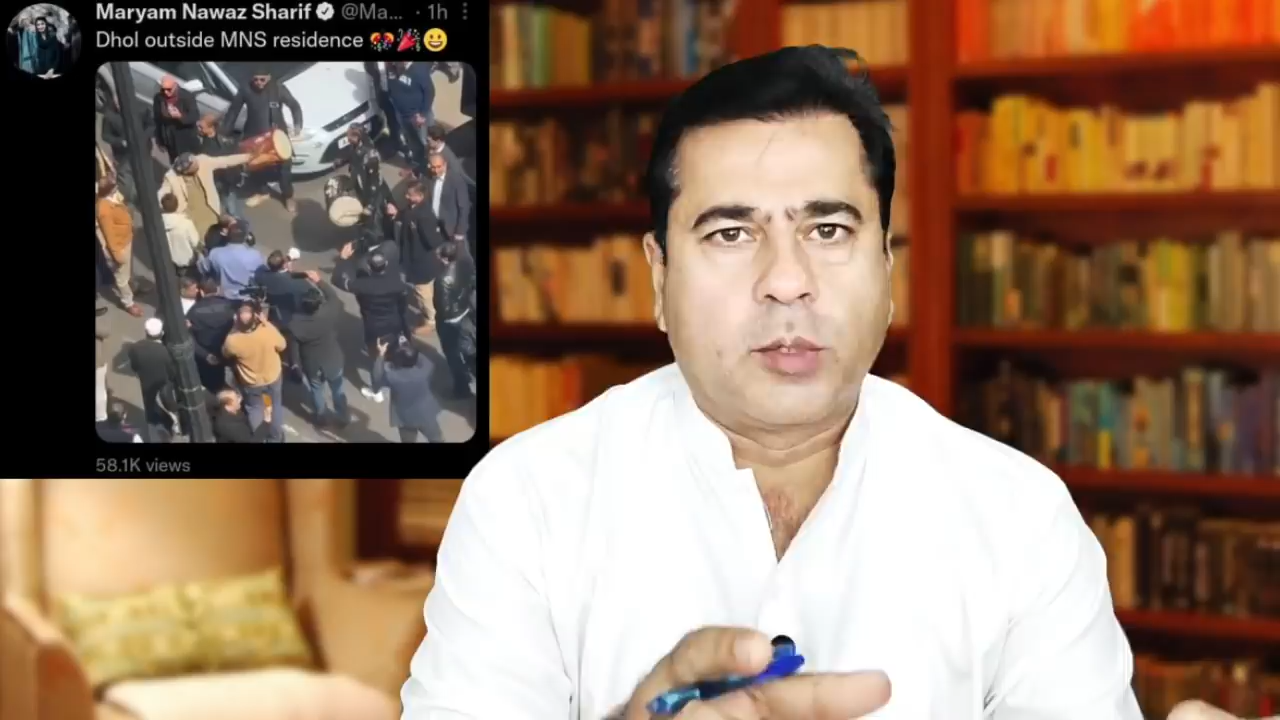 Maryam Nawaz Sharif @Ma... · 1h
Dhol outside MNS residence 🎊🎉😀
58.1K views